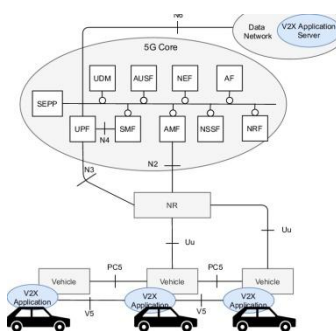 N6
Data
Network
V2X Application
Server
5G Core
UDM
AUSF
NEF
AF
SEPP
UPF
N4
SMF
AMF
NSSF
NRF
N3
N2
NR
Uu
Uu
Vehicle
PC5
Vehicle
PC5
Vehicle
V2X
Application
V2X
Application
V2X
Application
V5
V5